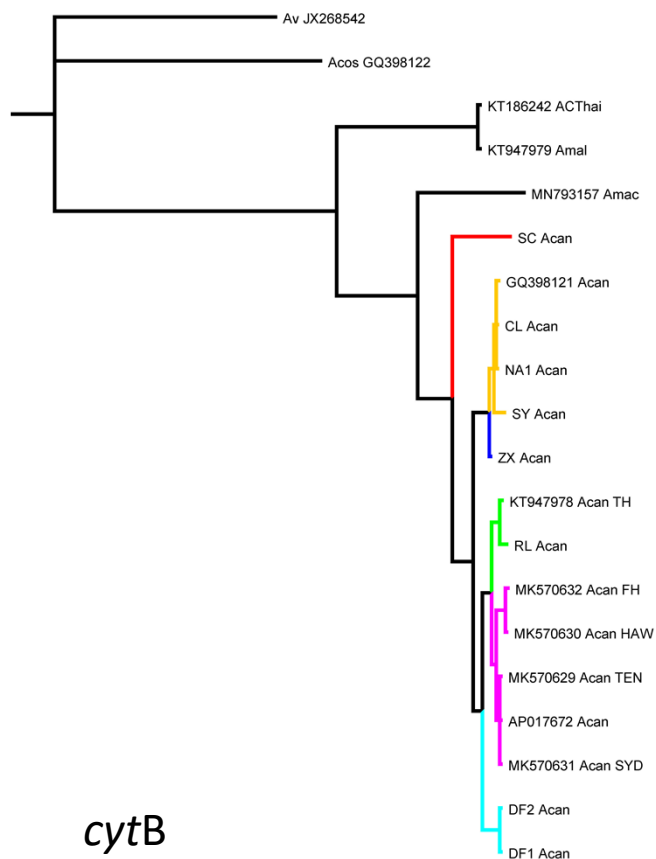 Av JX268542
Acos GQ398122
KT186242 ACThai
KT947979 Amal
MN793157 Amac
SC Acan
GQ398121 Acan
CL Acan
NA1 Acan
SY Acan
ZX Acan
KT947978 Acan TH
RL Acan
MK570632 Acan FH
MK570630 Acan HAW
MK570629 Acan TEN
AP017672 Acan
MK570631 Acan SYD
DF2 Acan
DF1 Acan
cytB